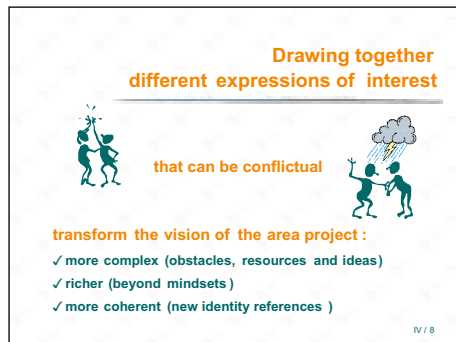 Drawing together
different expressions of interest
that can be conflictual
transform the vision of the area project :
✓ more complex (obstacles, resources and ideas)
✓ richer (beyond mindsets)
✓ more coherent (new identity references )
IV / 8